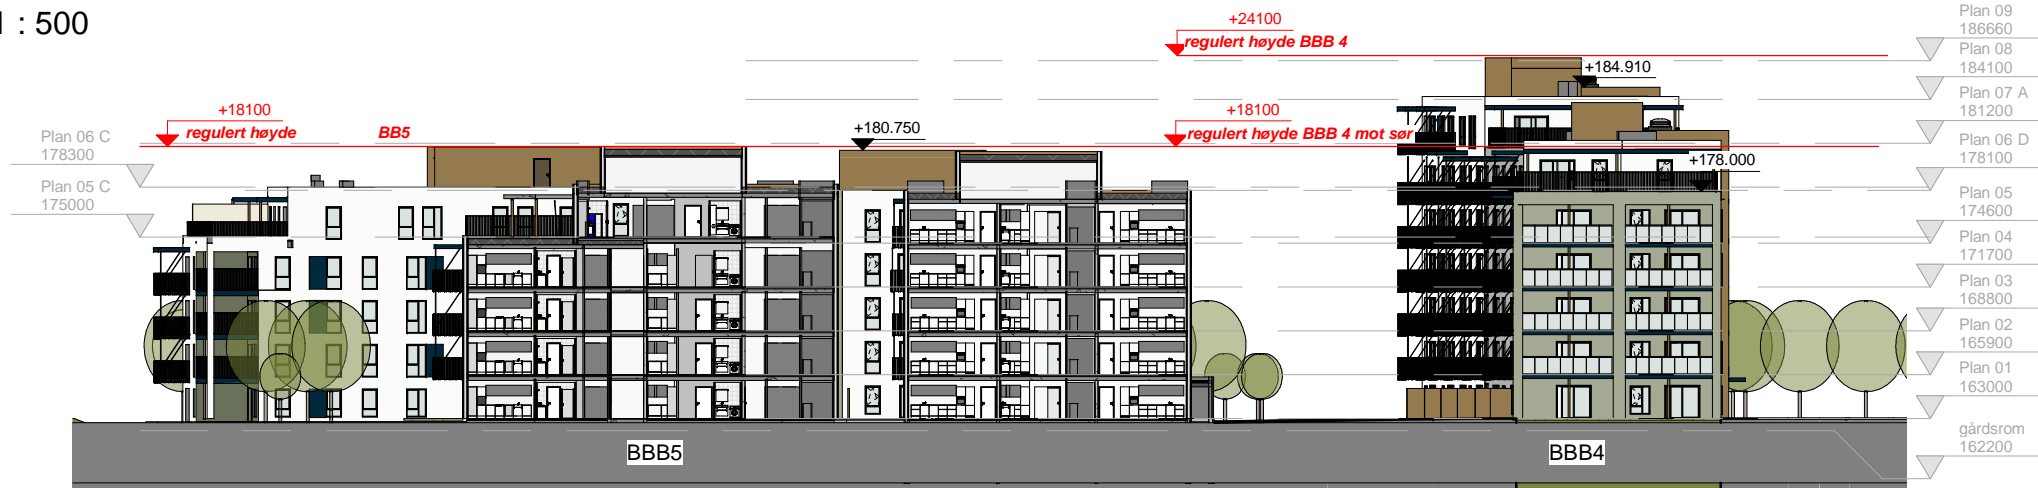 1 : 500
+24100
regulert høyde BBB 4
+184.910
+18100
regulert høyde BB5
+180.750
+18100
regulert høyde BBB 4 mot sør
+178.000
Plan 06 C
178300
Plan 05 C
175000
Plan 09
186660
Plan 08
184100
Plan 07 A
181200
Plan 06 D
178100
Plan 05
174600
Plan 04
171700
Plan 03
168800
Plan 02
165900
Plan 01
163000
gårdsrom
162200
BBB5
BBB4